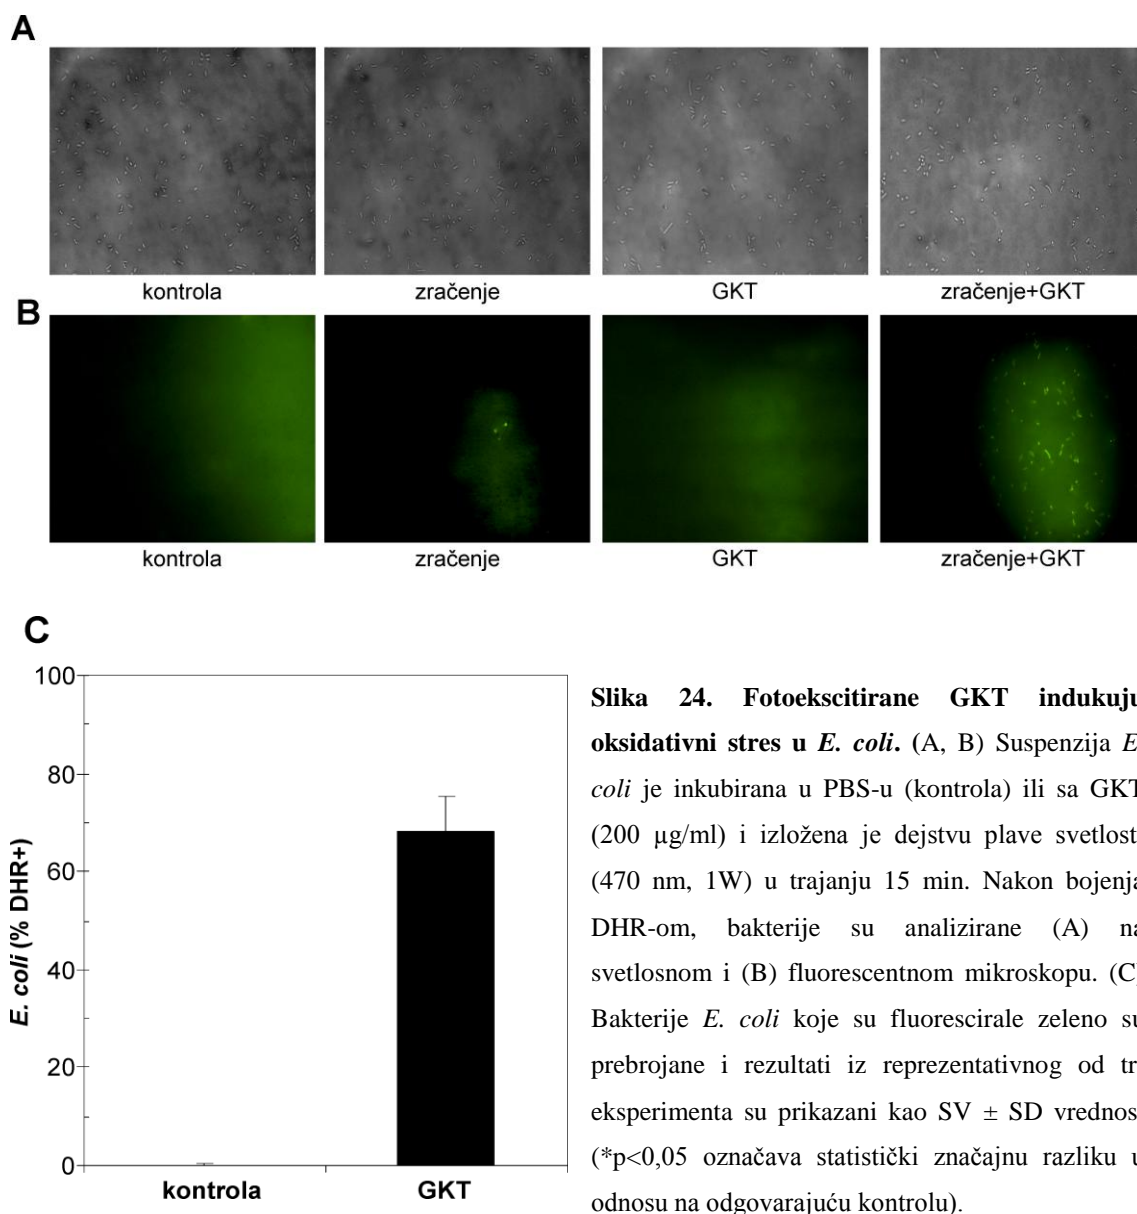 A
kontrola zračenje GKT zračenje+GKT
B
kontrola zračenje GKT zračenje+GKT
C
100
80
60
40
20
0
E. coli (% DHR+)
kontrola GKT
Slika 24. Fotoekscitirane GKT indukuju
oksidativni stres u E. coli. (A, B) Suspenzija E.
coli je inkubirana u PBS-u (kontrola) ili sa GKT
(200 µg/ml) i izložena je dejstvu plave svetlost
(470 nm, 1W) u trajanju 15 min. Nakon bojenja
DHR-om, bakterije su analizirane (A) na
svetlosnom i (B) fluorescentnom mikroskopu. (C)
Bakterije E. coli koje su fluorescirale zeleno su
prebrojane i rezultati iz reprezentativnog od tr
eksperimenta su prikazani kao SV ± SD vrednos
(*p<0,05 označava statistički značajnu razliku u
odnosu na odgovarajuću kontrolu).